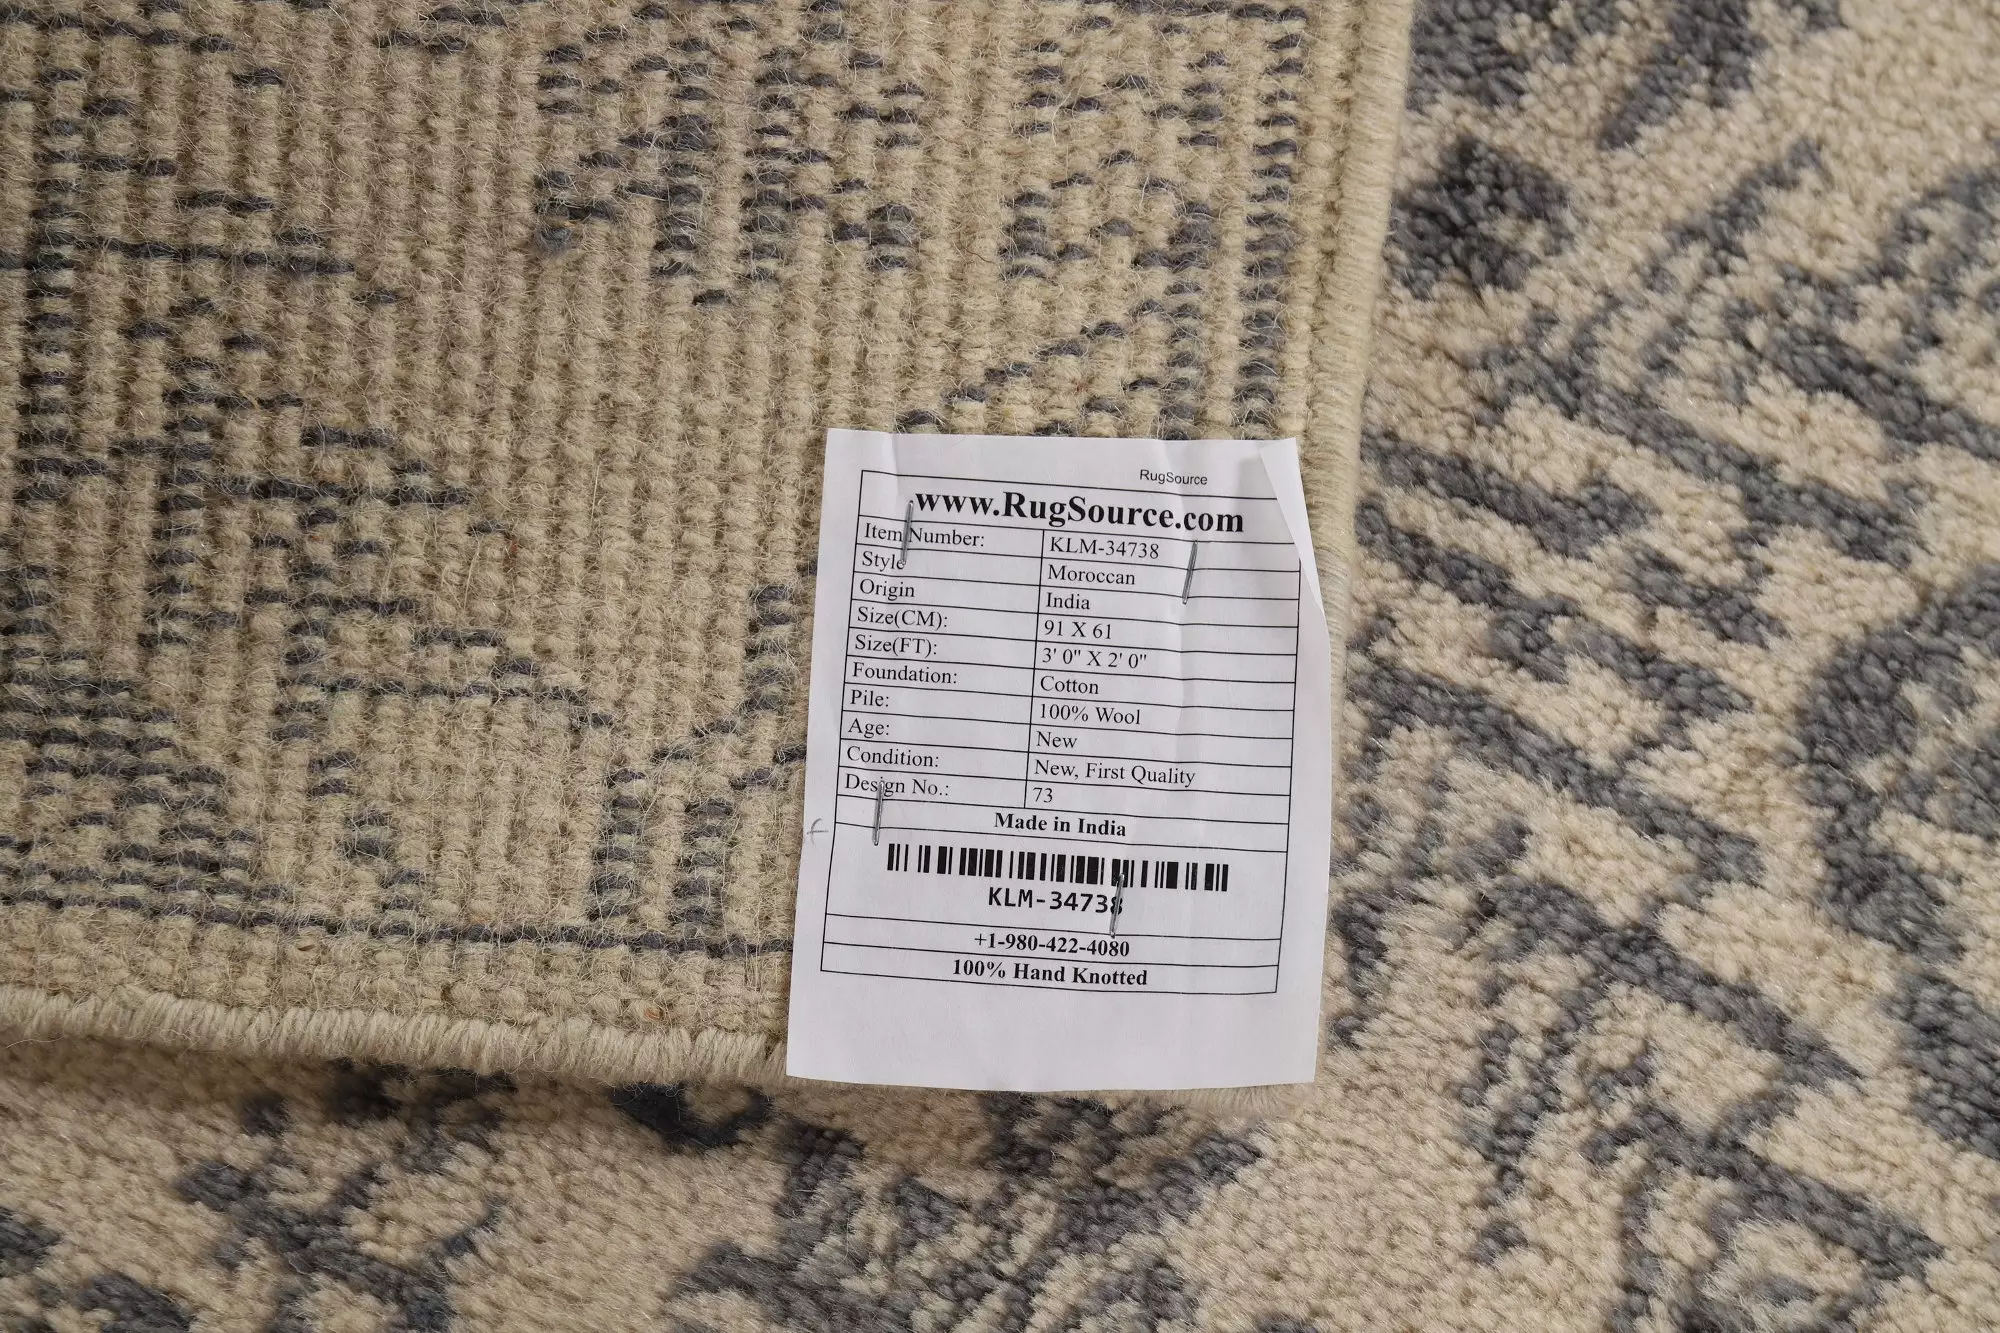 RugSource
www.RugSource.com
Item Number: KLM-34738
Style Moroccan
Origin India
Size(CM): 91 X 61
Size(FT): 3' 0" X 2' 0"
Foundation: Cotton
Pile: 100% Wool
Age: New
Condition: New, First Quality
Design No.: 73
Made in India
KLM-34738
+1-980-422-4080
100% Hand Knotted